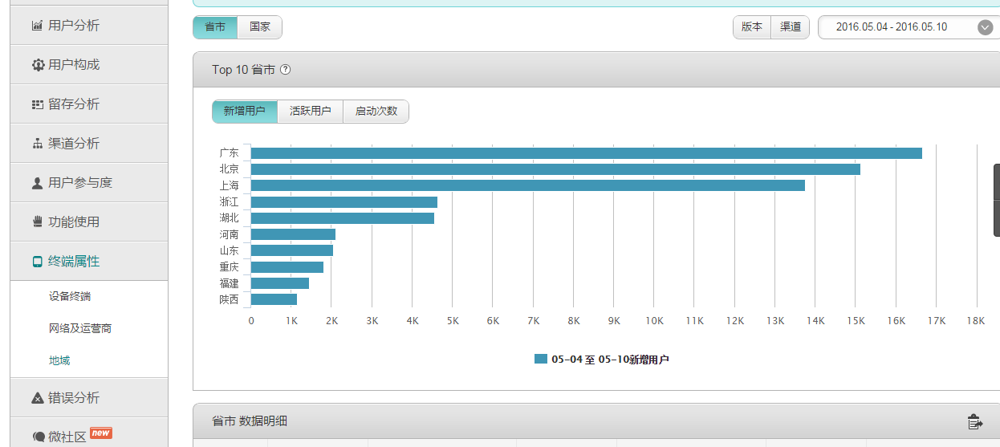 用户分析
用户构成
留存分析
渠道分析
用户参与度
功能使用
终端属性
设备终端
网络及运营商
地域
错误分析
微社区 new
省市 国家
版本 渠道 2016.05.04 - 2016.05.10
Top 10 省市 ?
新增用户 活跃用户 启动次数
广东
北京
上海
浙江
湖北
河南
山东
重庆
福建
陕西
0 1K 2K 3K 4K 5K 6K 7K 8K 9K 10K 11K 12K 13K 14K 15K 16K 17K 18K
05-04 至 05-10新增用户
省市 数据明细